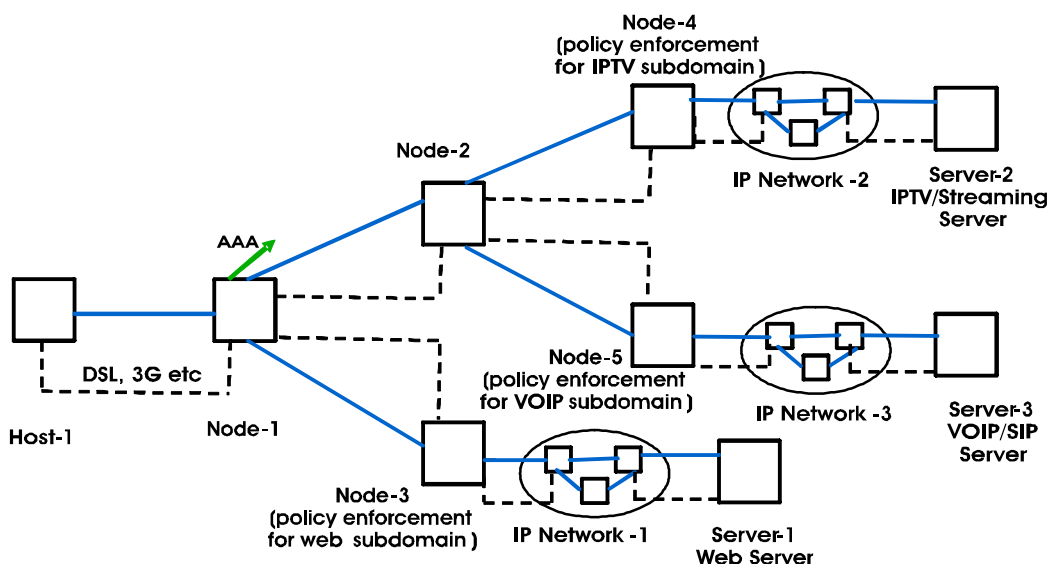 Node-4
(policy enforcement
for IPTV subdomain)
Node-2
IP Network -2
Server-2
IPTV/Streaming
Server
AAA
DSL, 3G etc
Host-1
Node-1
Node-5
(policy enforcement
for VOIP subdomain)
IP Network -3
Server-3
VOIP/SIP
Server
Node-3
(policy enforcement
for web subdomain)
IP Network -1
Server-1
Web Server